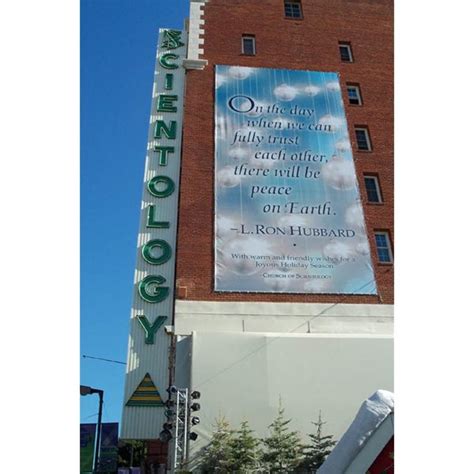 SCIENTOLOGY
On the day
when we can
fully trust
each other,
there will be
peace
on Earth.
– L. RON HUBBARD
With warm and friendly wishes for a
Joyous Holiday Season
– CHURCH OF SCIENTOLOGY